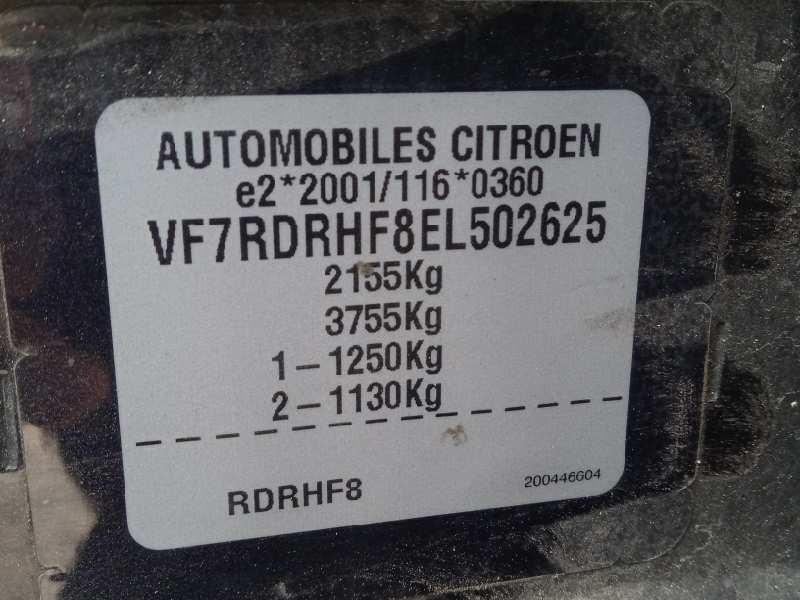 AUTOMOBILES CITROEN
e2*2001/116*0360
VF7RDRHF8EL502625
2155Kg
3755Kg
1-1250Kg
2-1130Kg
RDRHF8
200446604